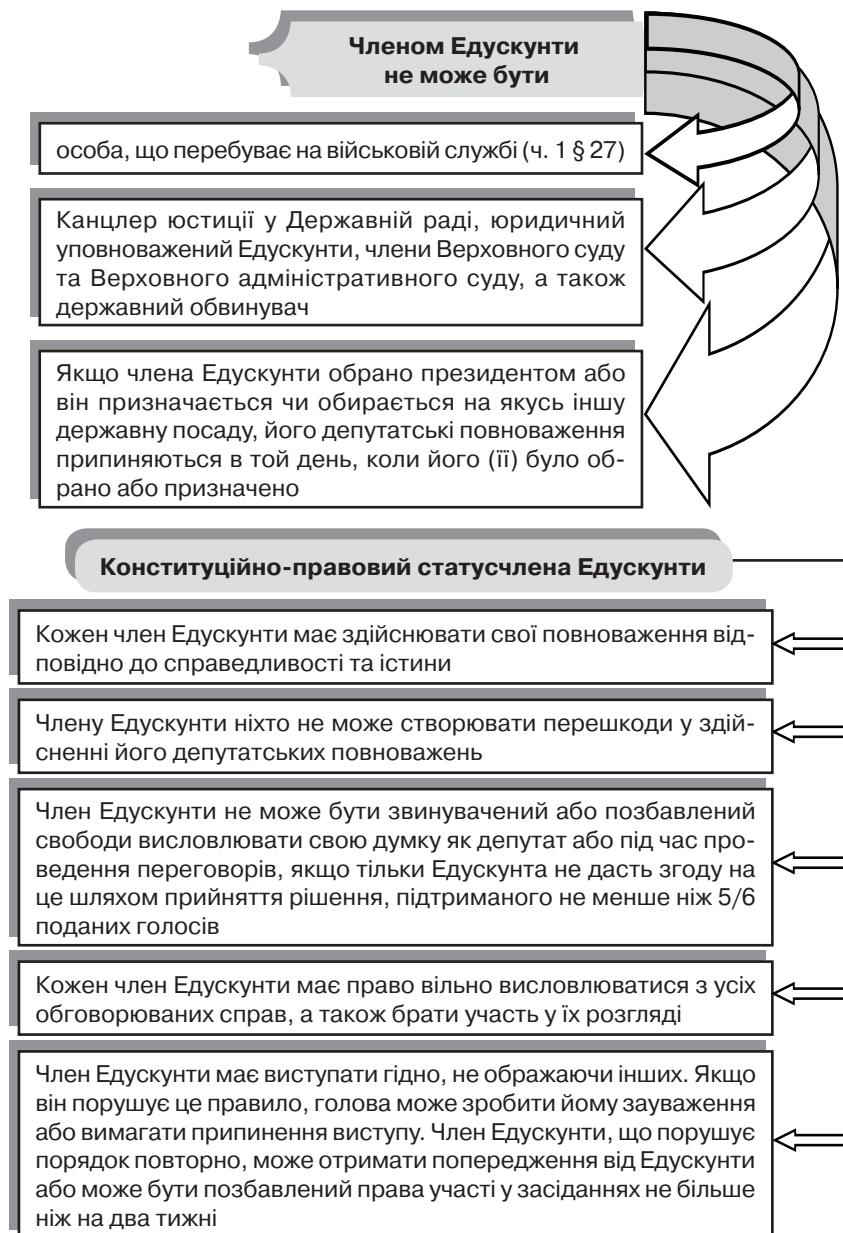 Членом Едускунти
не може бути
особа, що перебуває на військовій службі (ч. 1 § 27)
Канцлер юстиції у Державній раді, юридичний
уповноважений Едускунти, члени Верховного суду
та Верховного адміністративного суду, а також
державний обвинувач
Якщо члена Едускунти обрано президентом або
він призначається чи обирається на якусь іншу
державну посаду, його депутатські повноваження
припиняються в той день, коли його (її) було об-
рано або призначено
Конституційно-правовий статусчлена Едускунти
Кожен член Едускунти має здійснювати свої повноваження від-
повідно до справедливості та істини
Члену Едускунти ніхто не може створювати перешкоди у здій-
сненні його депутатських повноважень
Член Едускунти не може бути звинувачений або позбавлений
свободи висловлювати свою думку як депутат або під час про-
ведення переговорів, якщо тільки Едускунта не дасть згоду на
це шляхом прийняття рішення, підтриманого не менше ніж 5/6
поданих голосів
Кожен член Едускунти має право вільно висловлюватися з усіх
обговорюваних справ, а також брати участь у їх розгляді
Член Едускунти має виступати гідно, не ображаючи інших. Якщо
він порушує це правило, голова може зробити йому зауваження
або вимагати припинення виступу. Член Едускунти, що порушує
порядок повторно, може отримати попередження від Едускунти
або може бути позбавлений права участі у засіданнях не більше
ніж на два тижні